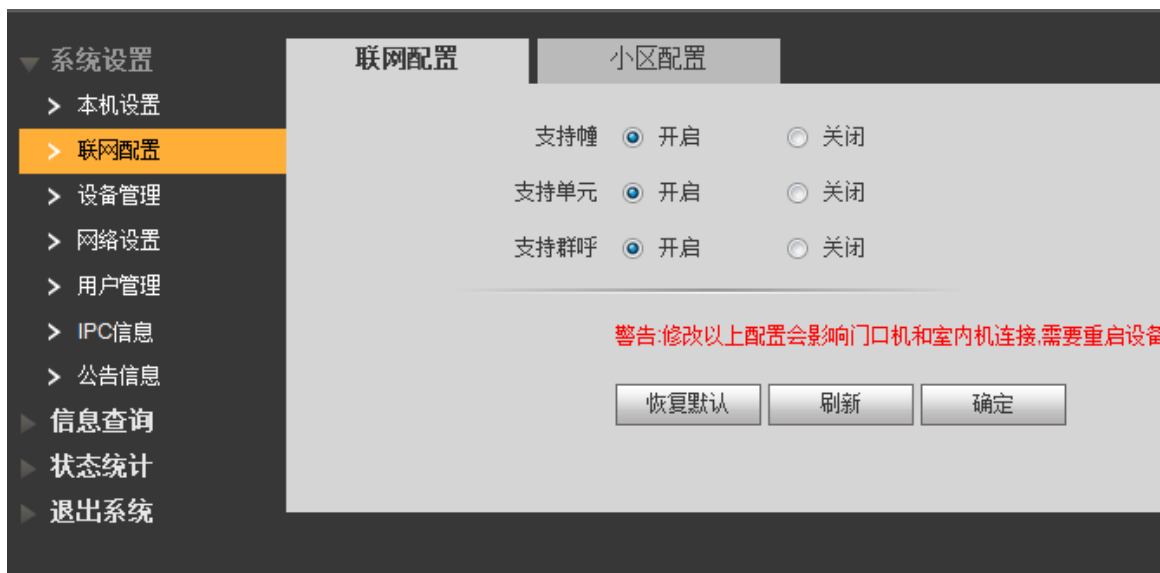 系统设置
本机设置
联网配置
设备管理
网络设置
用户管理
IPC信息
公告信息
信息查询
状态统计
退出系统
联网配置 小区配置
支持幢 开启 关闭
支持单元 开启 关闭
支持群呼 开启 关闭
警告:修改以上配置会影响门口机和室内机连接,需要重启设备
恢复默认 刷新 确定